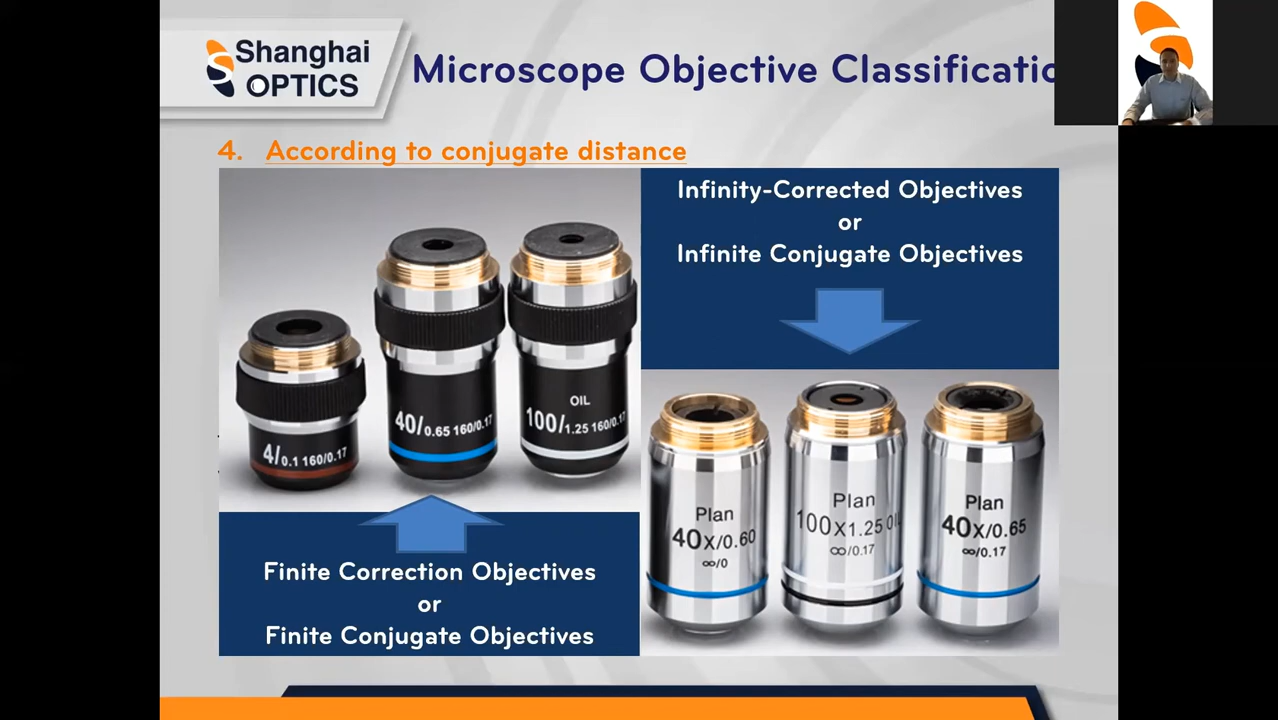 Shanghai
OPTICS
Microscope Objective Classificatio
4. According to conjugate distance
Infinity-Corrected Objectives
or
Infinite Conjugate Objectives
4/0.1 160/0.17
40/0.65 160/0.17
OIL
100/1.25 160/0.17
Plan
40X/0.60
∞/0
Plan
100X1.25 OIL
∞/0.17
Plan
40X/0.65
∞/0.17
Finite Correction Objectives
or
Finite Conjugate Objectives